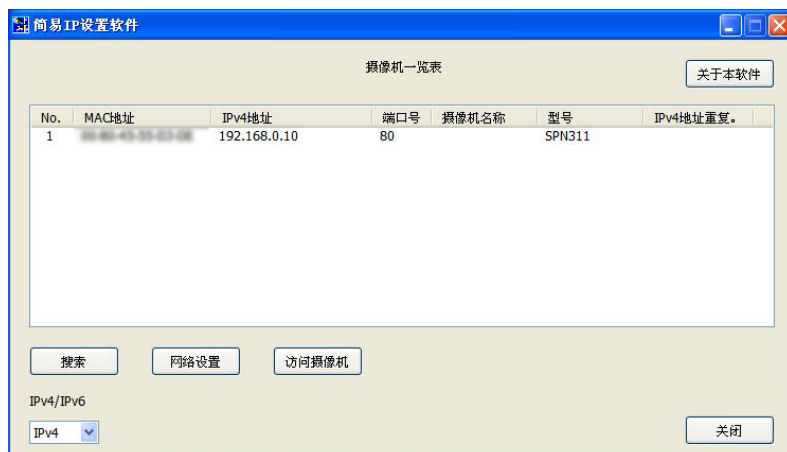 简易IP设置软件
摄像机一览表
关于本软件
No. MAC地址 IPv4地址 端口号 摄像机名称 型号 IPv4地址重复。
1 192.168.0.10 80 SPN311
搜索 网络设置 访问摄像机
IPv4/IPv6
IPv4
关闭